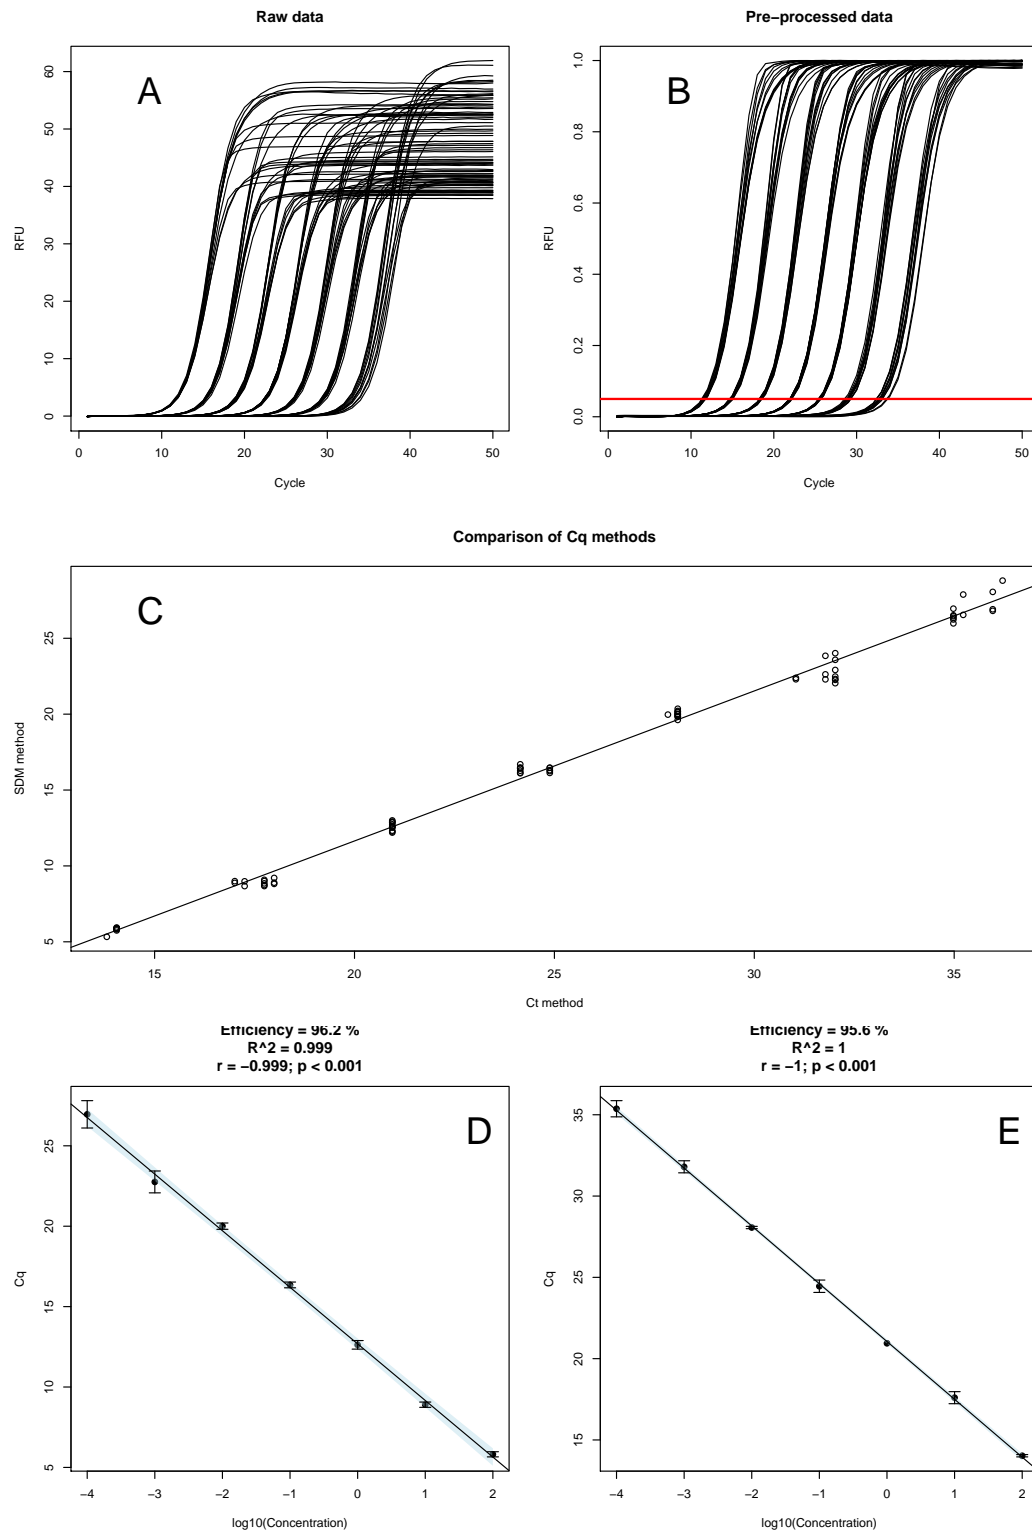 Raw data
A
RFU
0 10 20 30 40 50 60
0 10 20 30 40 50
Cycle
Pre−processed data
B
RFU
0.0 0.2 0.4 0.6 0.8 1.0
0 10 20 30 40 50
Cycle
Comparison of Cq methods
C
SDM method
5 10 15 20 25
15 20 25 30 35
Ct method
Efficiency = 96.2 %
R^2 = 0.999
r = −0.999; p < 0.001
D
Cq
5 10 15 20 25
−4 −3 −2 −1 0 1 2
log10(Concentration)
Efficiency = 95.6 %
R^2 = 1
r = −1; p < 0.001
E
Cq
15 20 25 30 35
−4 −3 −2 −1 0 1 2
log10(Concentration)